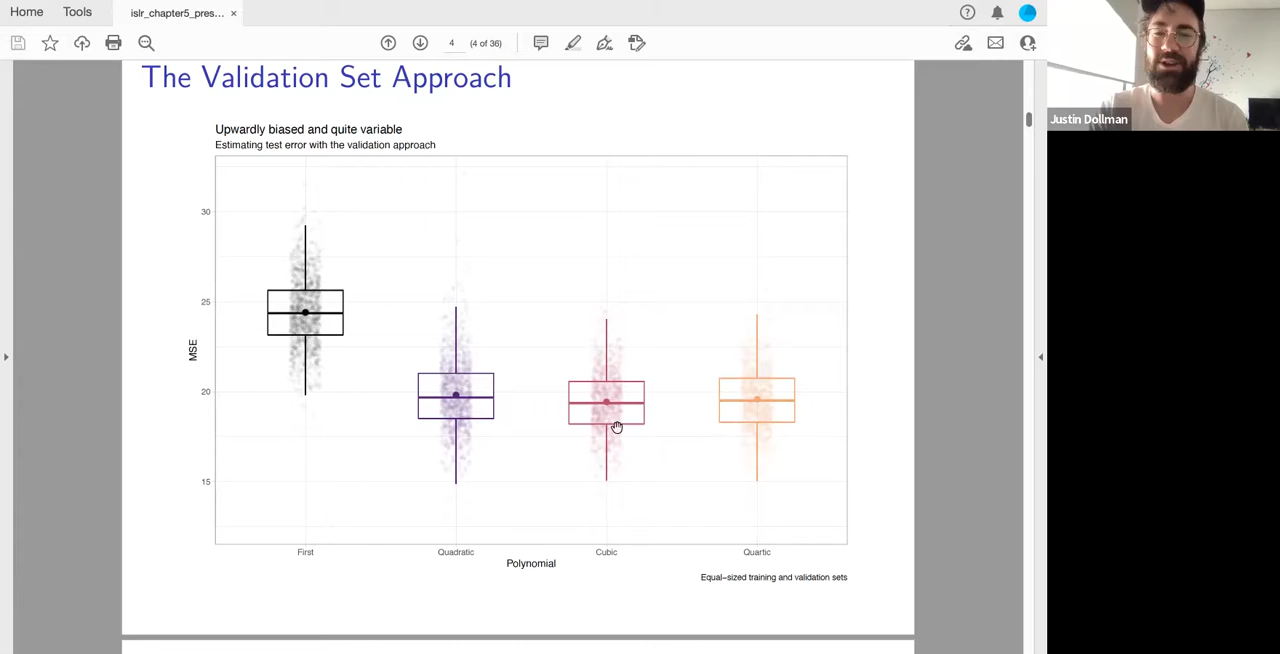 Home Tools islr_chapter5_pres... ×
4 (4 of 36)
Justin Dollman
The Validation Set Approach
Upwardly biased and quite variable
Estimating test error with the validation approach
30
25
20
15
MSE
First Quadratic Cubic Quartic
Polynomial
Equal-sized training and validation sets